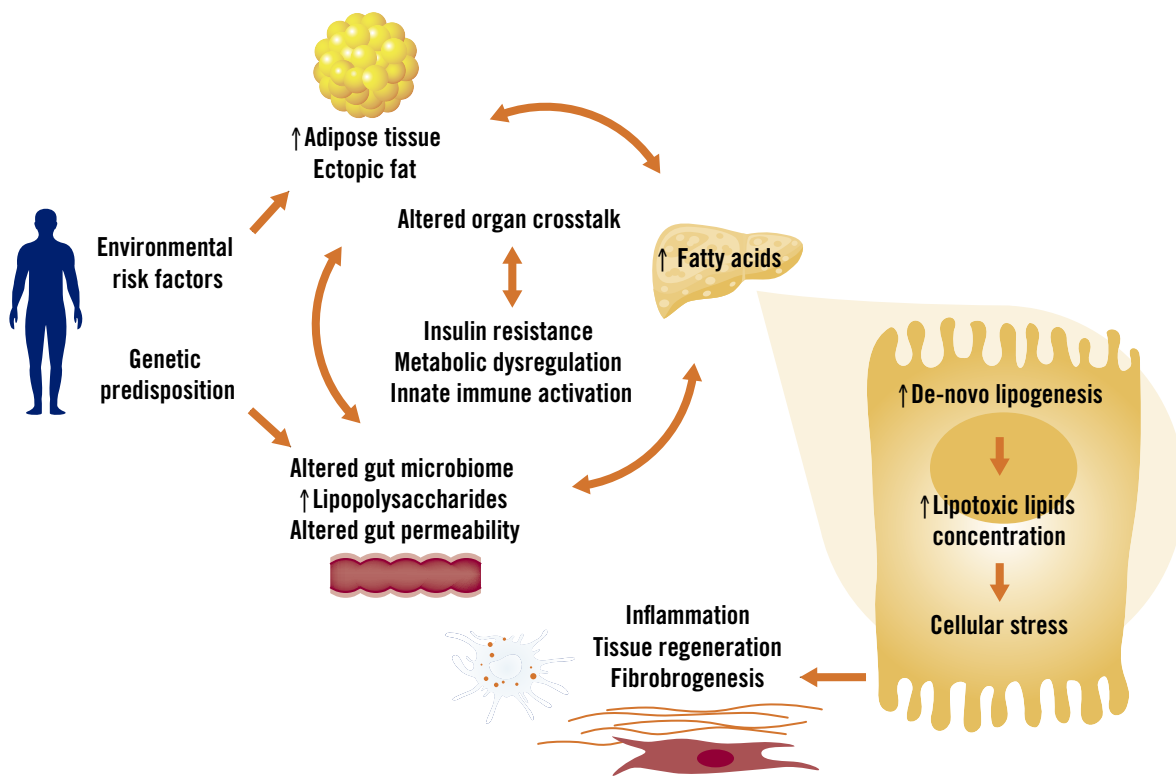 ↑Adipose tissue
Ectopic fat
Environmental
risk factors
Genetic
predisposition
Altered organ crosstalk
Insulin resistance
Metabolic dysregulation
Innate immune activation
↑ Fatty acids
Altered gut microbiome
↑Lipopolysaccharides
Altered gut permeability
↑De-novo lipogenesis
↑Lipotoxic lipids
concentration
Cellular stress
Inflammation
Tissue regeneration
Fibrobrogenesis